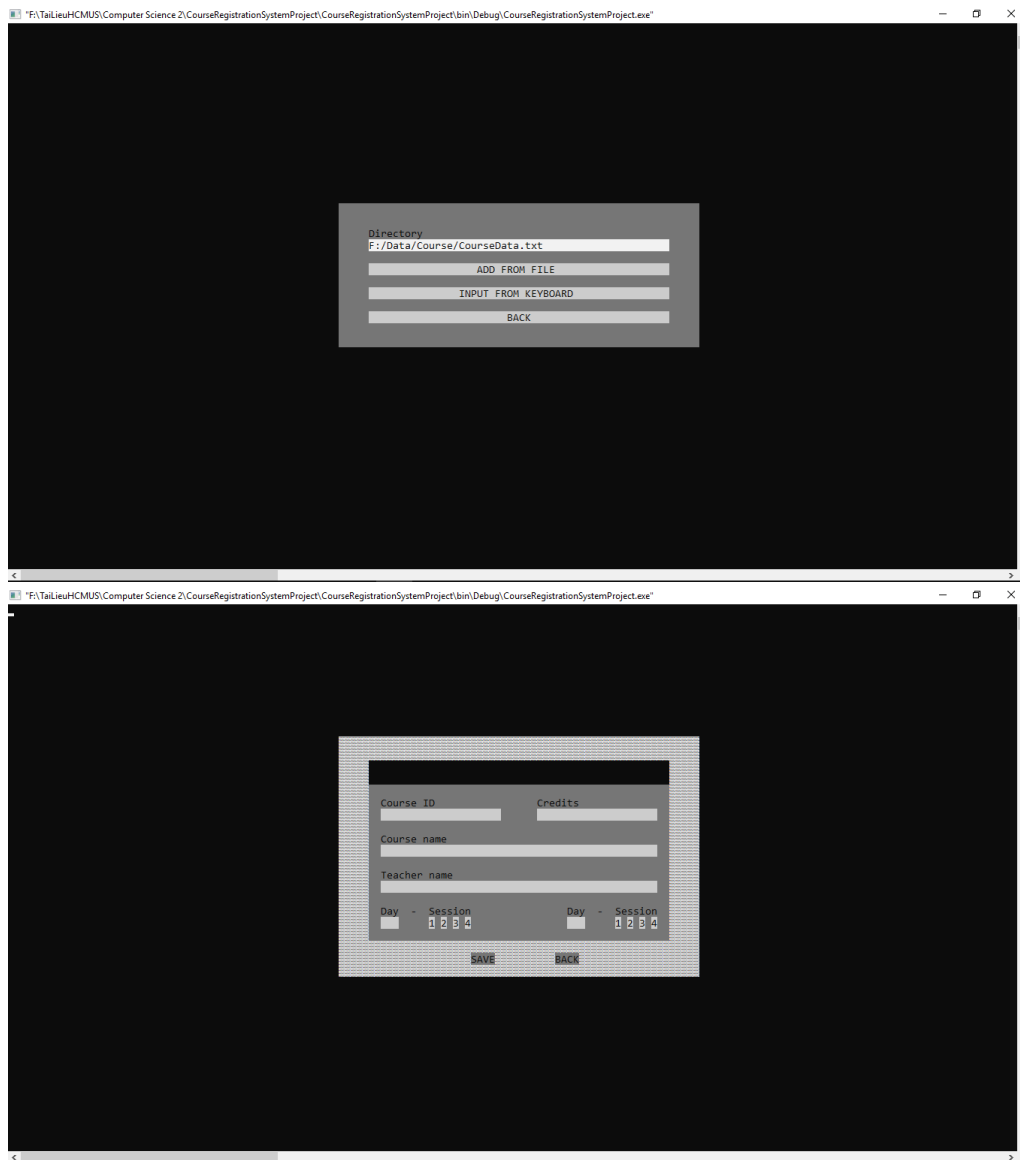 "F:\TaiLieuHCMUS\Computer Science 2\CourseRegistrationSystemProject\CourseRegistrationSystemProject\bin\Debug\CourseRegistrationSystemProject.exe"
Directory
F:/Data/Course/CourseData.txt
ADD FROM FILE
INPUT FROM KEYBOARD
BACK
"F:\TaiLieuHCMUS\Computer Science 2\CourseRegistrationSystemProject\CourseRegistrationSystemProject\bin\Debug\CourseRegistrationSystemProject.exe"
Course ID Credits
Course name
Teacher name
Day - Session Day - Session
1 2 3 4 1 2 3 4
SAVE BACK